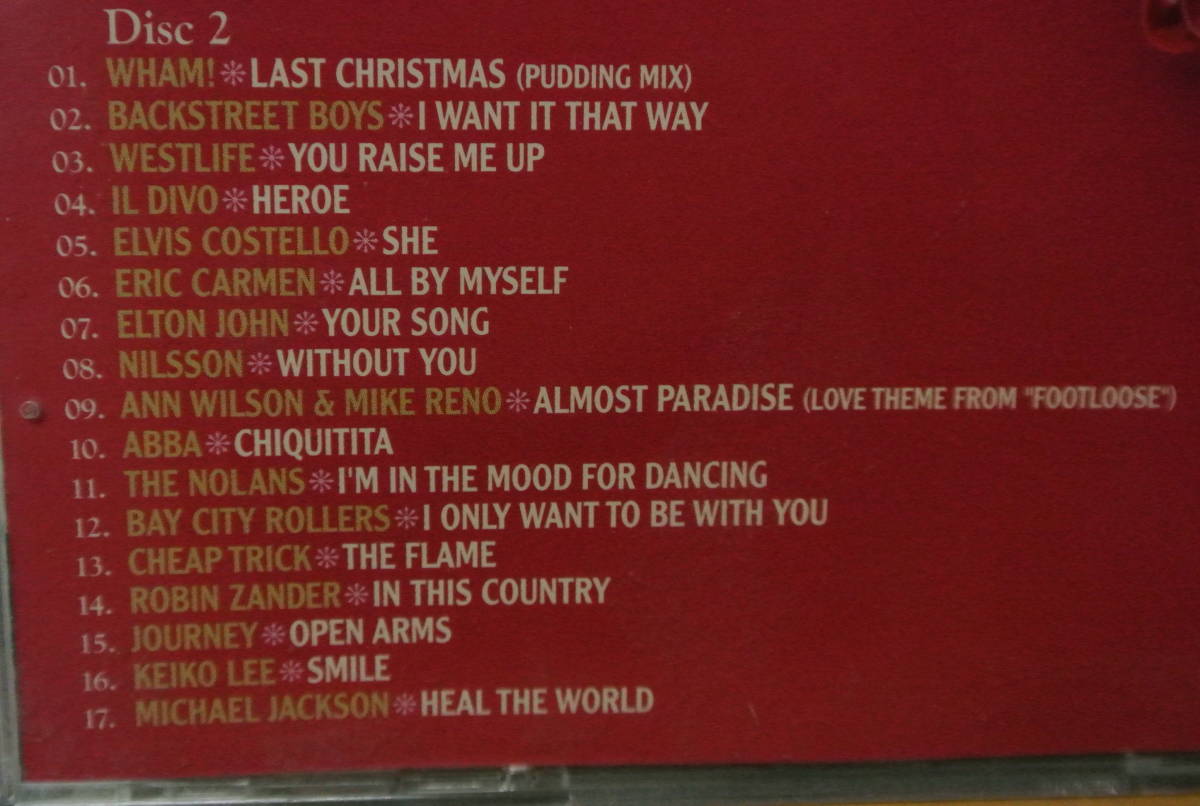 Disc 2
01. WHAM!✻LAST CHRISTMAS (PUDDING MIX)
02. BACKSTREET BOYS✻I WANT IT THAT WAY
03. WESTLIFE✻YOU RAISE ME UP
04. IL DIVO✻HEROE
05. ELVIS COSTELLO✻SHE
06. ERIC CARMEN✻ALL BY MYSELF
07. ELTON JOHN✻YOUR SONG
08. NILSSON✻WITHOUT YOU
09. ANN WILSON & MIKE RENO✻ALMOST PARADISE (LOVE THEME FROM "FOOTLOOSE")
10. ABBA✻CHIQUITITA
11. THE NOLANS✻I'M IN THE MOOD FOR DANCING
12. BAY CITY ROLLERS✻I ONLY WANT TO BE WITH YOU
13. CHEAP TRICK✻THE FLAME
14. ROBIN ZANDER✻IN THIS COUNTRY
15. JOURNEY✻OPEN ARMS
16. KEIKO LEE✻SMILE
17. MICHAEL JACKSON✻HEAL THE WORLD